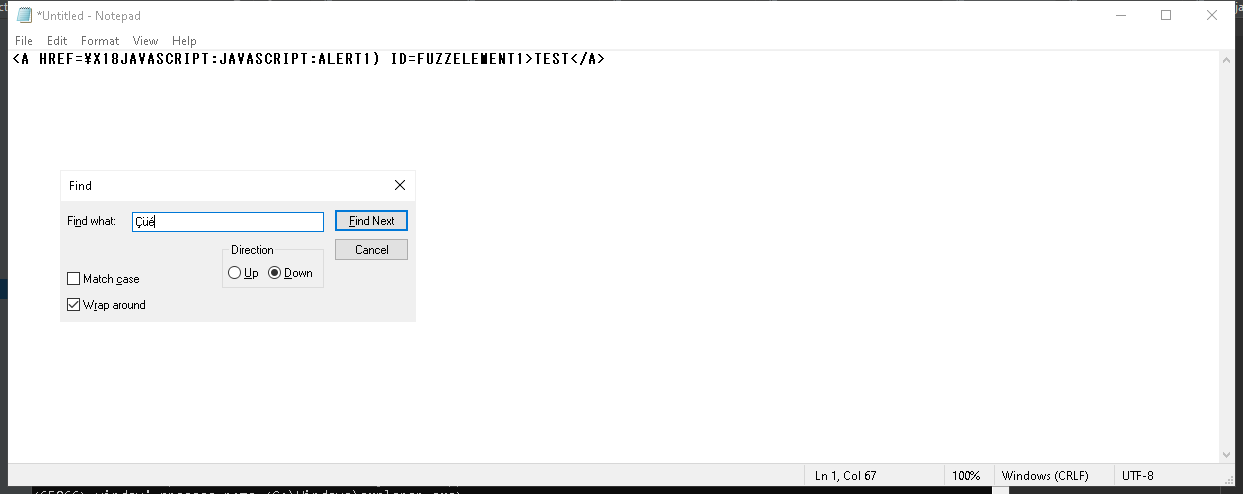 *Untitled - Notepad
File Edit Format View Help
<A HREF=¥X18JAVASCRIPT:JAVASCRIPT:ALERT1) ID=FUZZELEMENT1>TEST</A>
Find
Find what: Çüé
Find Next
Direction
Cancel
Up Down
Match case
Wrap around
Ln 1, Col 67 100% Windows (CRLF) UTF-8